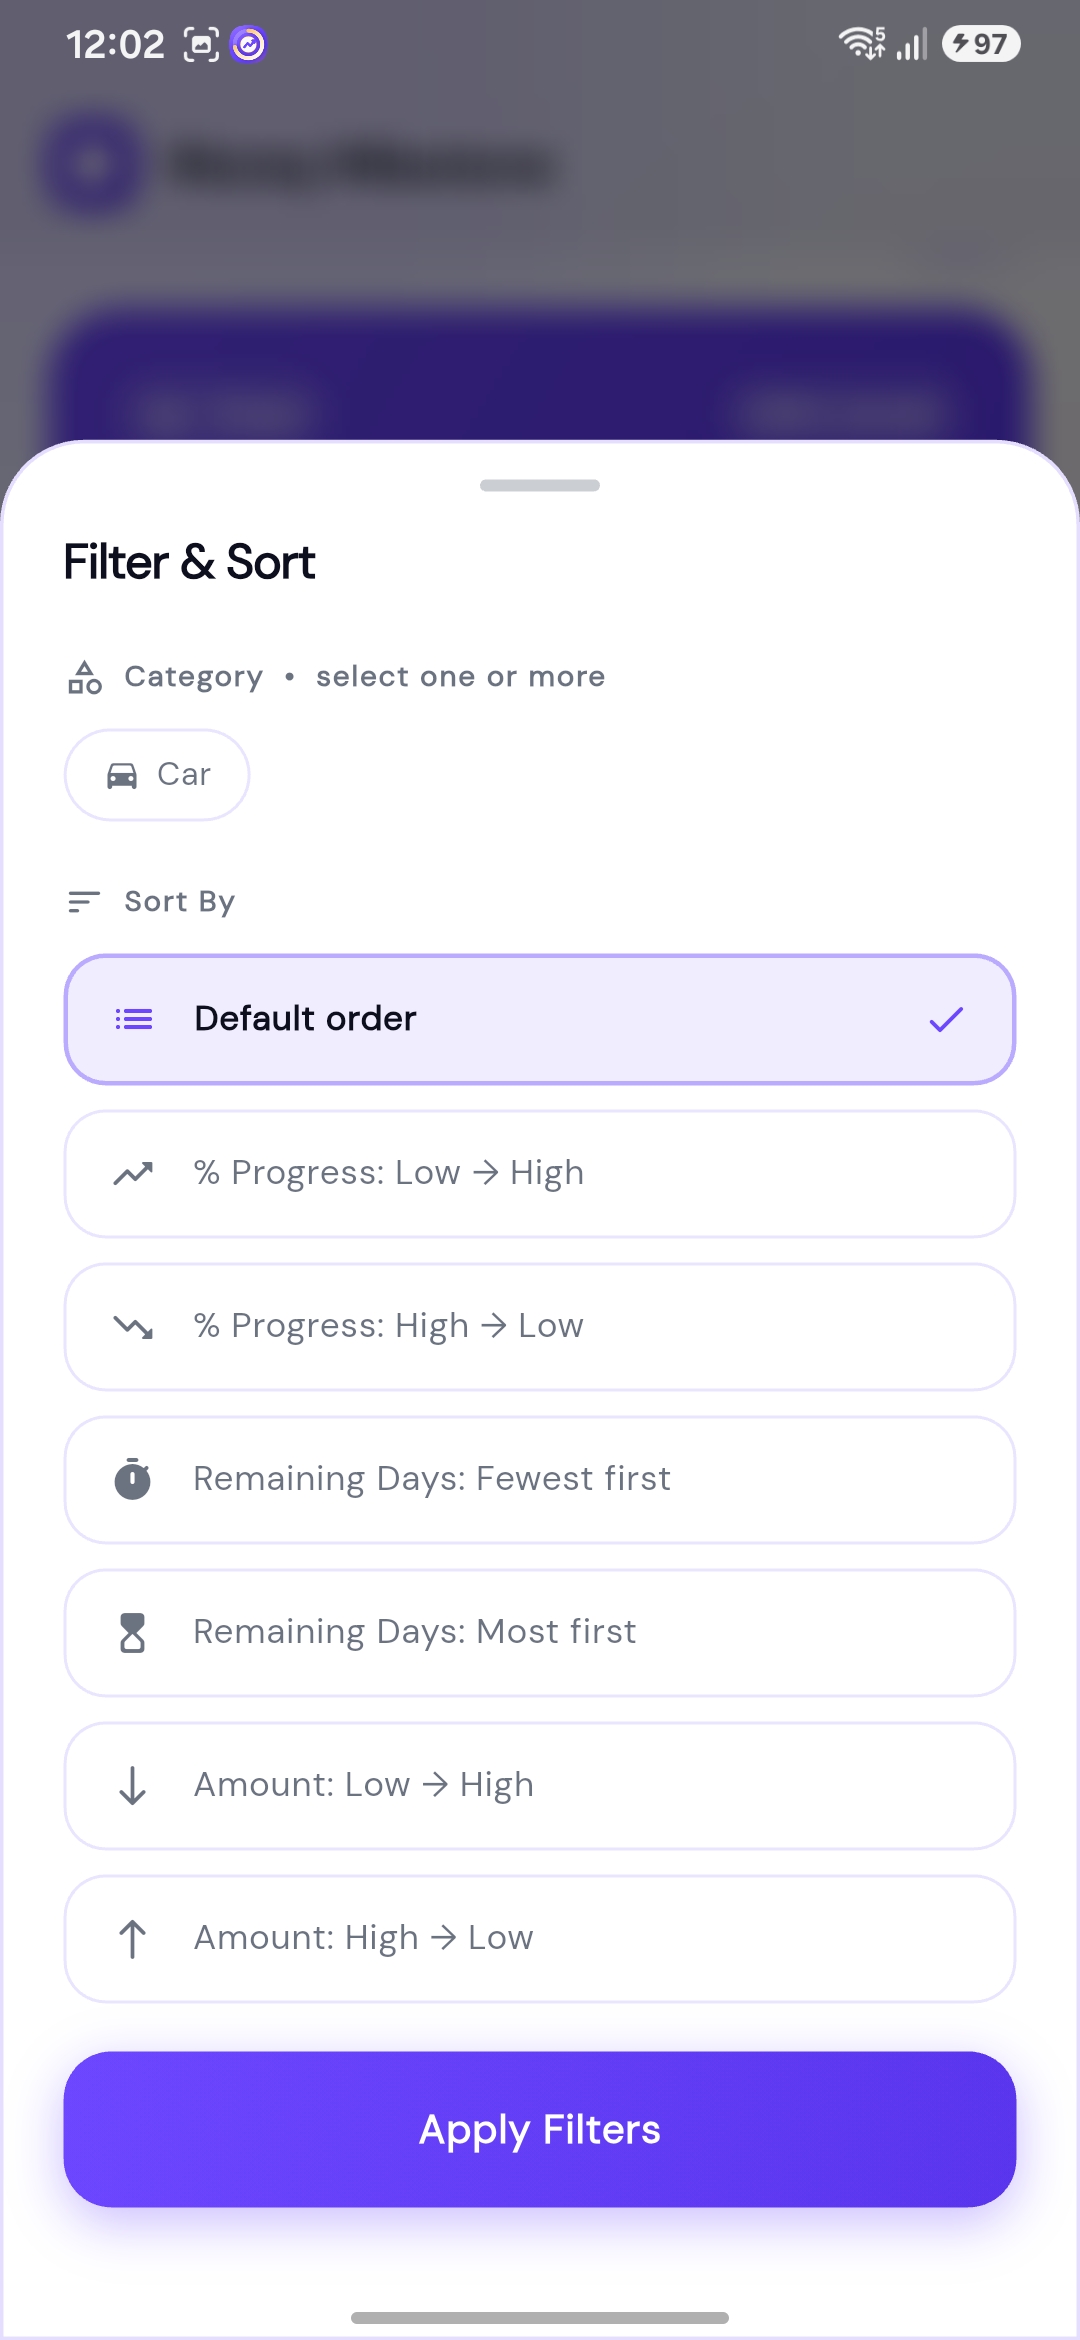 12:02
5
97
Filter & Sort
Category • select one or more
Car
Sort By
Default order
% Progress: Low → High
% Progress: High → Low
Remaining Days: Fewest first
Remaining Days: Most first
Amount: Low → High
Amount: High → Low
Apply Filters